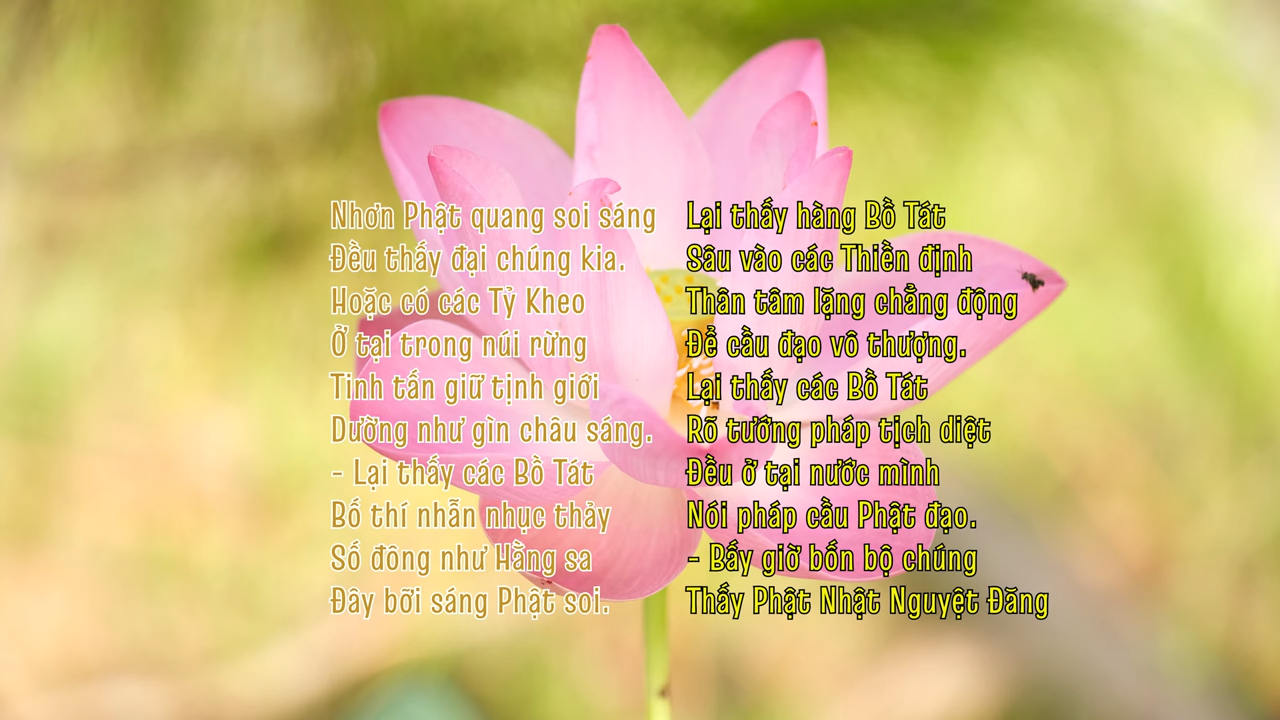 Nhơn Phật quang soi sáng
Đều thấy đại chúng kia.
Hoặc có các Tỷ Kheo
Ở tại trong núi rừng
Tinh tấn giữ tịnh giới
Dường như gìn châu sáng.
- Lại thấy các Bồ Tát
Bố thí nhẫn nhục thảy
Số đông như Hằng sa
Đây bỡi sáng Phật soi.
Lại thấy hàng Bồ Tát
Sâu vào các Thiền định
Thân tâm lặng chẳng động
Để cầu đạo vô thượng.
Lại thấy các Bồ Tát
Rõ tướng pháp tịch diệt
Đều ở tại nước mình
Nói pháp cầu Phật đạo.
- Bấy giờ bốn bộ chúng
Thấy Phật Nhật Nguyệt Đăng